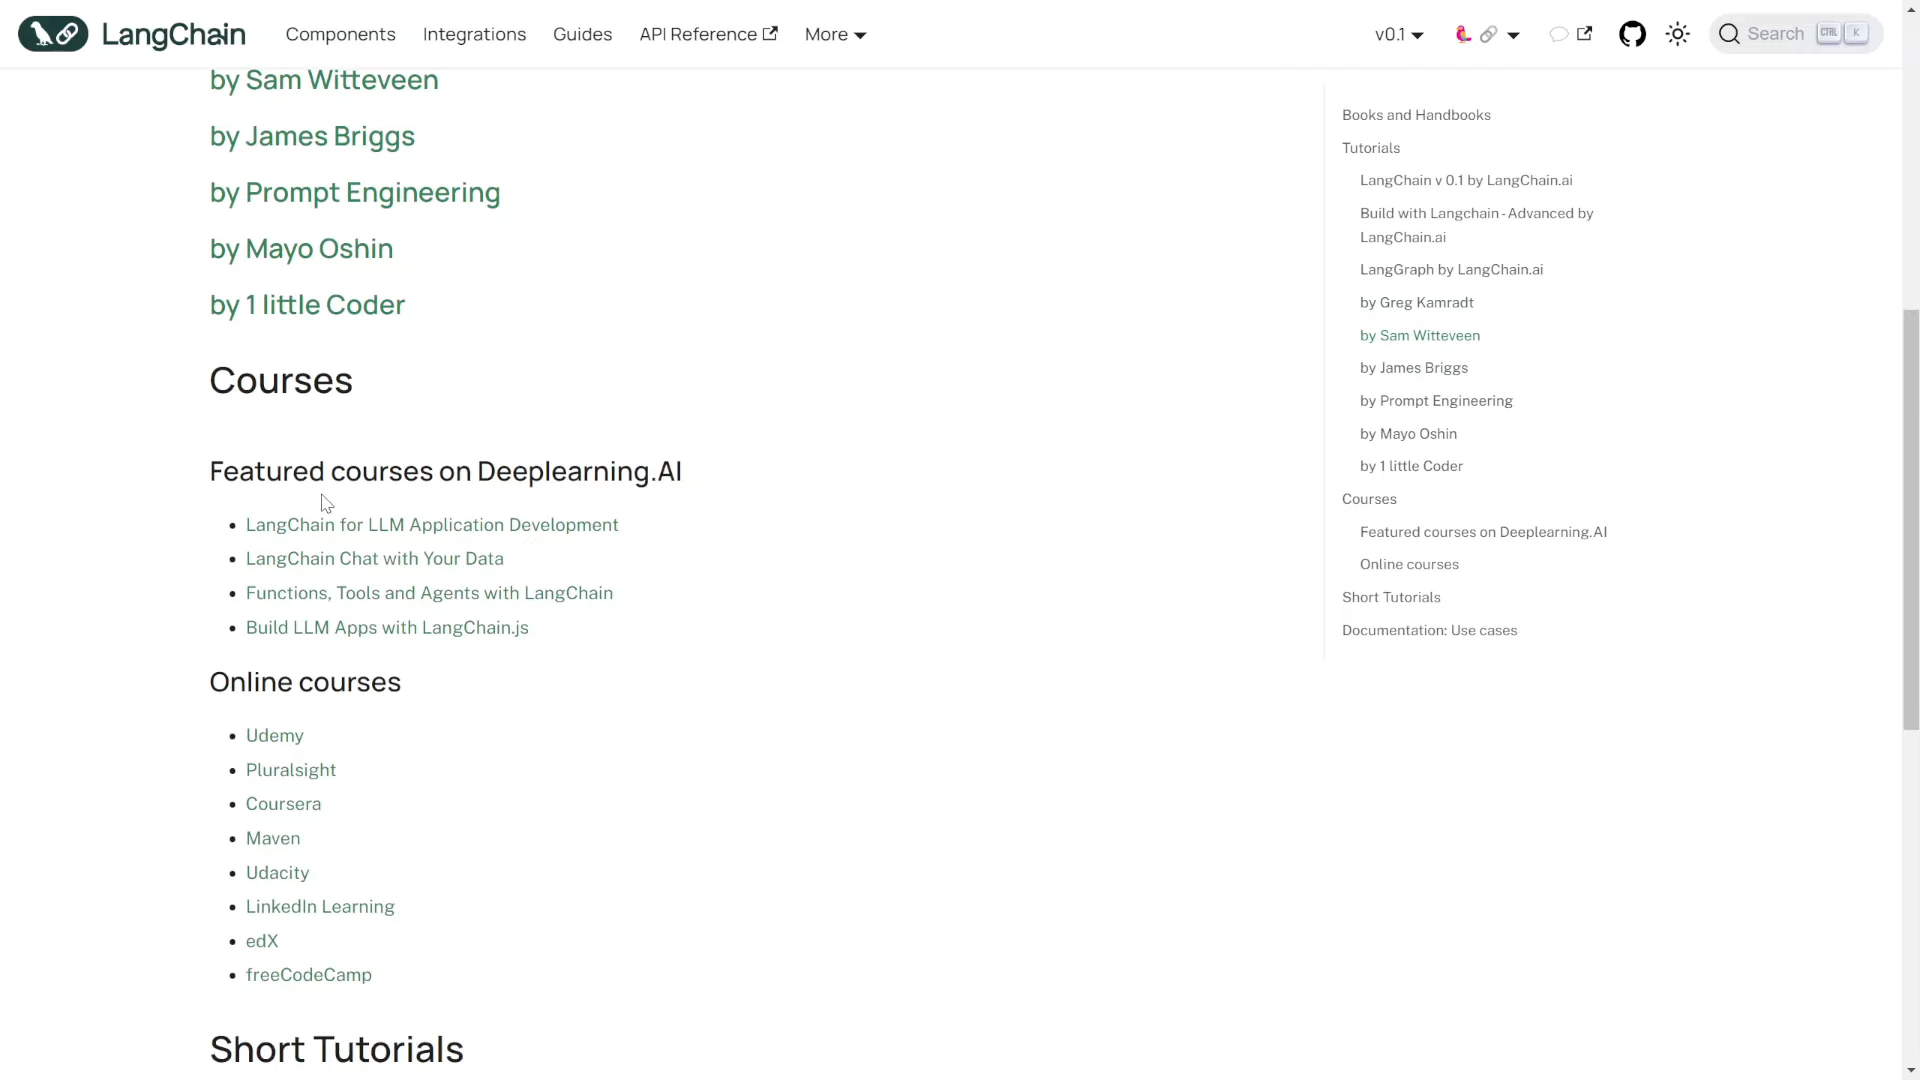 LangChain
Components
Integrations
Guides
API Reference
More
v0.1
Search
CTRL
K
by Sam Witteveen
by James Briggs
by Prompt Engineering
by Mayo Oshin
by 1 little Coder
Courses
Featured courses on Deeplearning.AI
LangChain for LLM Application Development
LangChain Chat with Your Data
Functions, Tools and Agents with LangChain
Build LLM Apps with LangChain.js
Online courses
Udemy
Pluralsight
Coursera
Maven
Udacity
LinkedIn Learning
edX
freeCodeCamp
Short Tutorials
Books and Handbooks
Tutorials
LangChain v 0.1 by LangChain.ai
Build with Langchain - Advanced by
LangChain.ai
LangGraph by LangChain.ai
by Greg Kamradt
by Sam Witteveen
by James Briggs
by Prompt Engineering
by Mayo Oshin
by 1 little Coder
Courses
Featured courses on Deeplearning.AI
Online courses
Short Tutorials
Documentation: Use cases